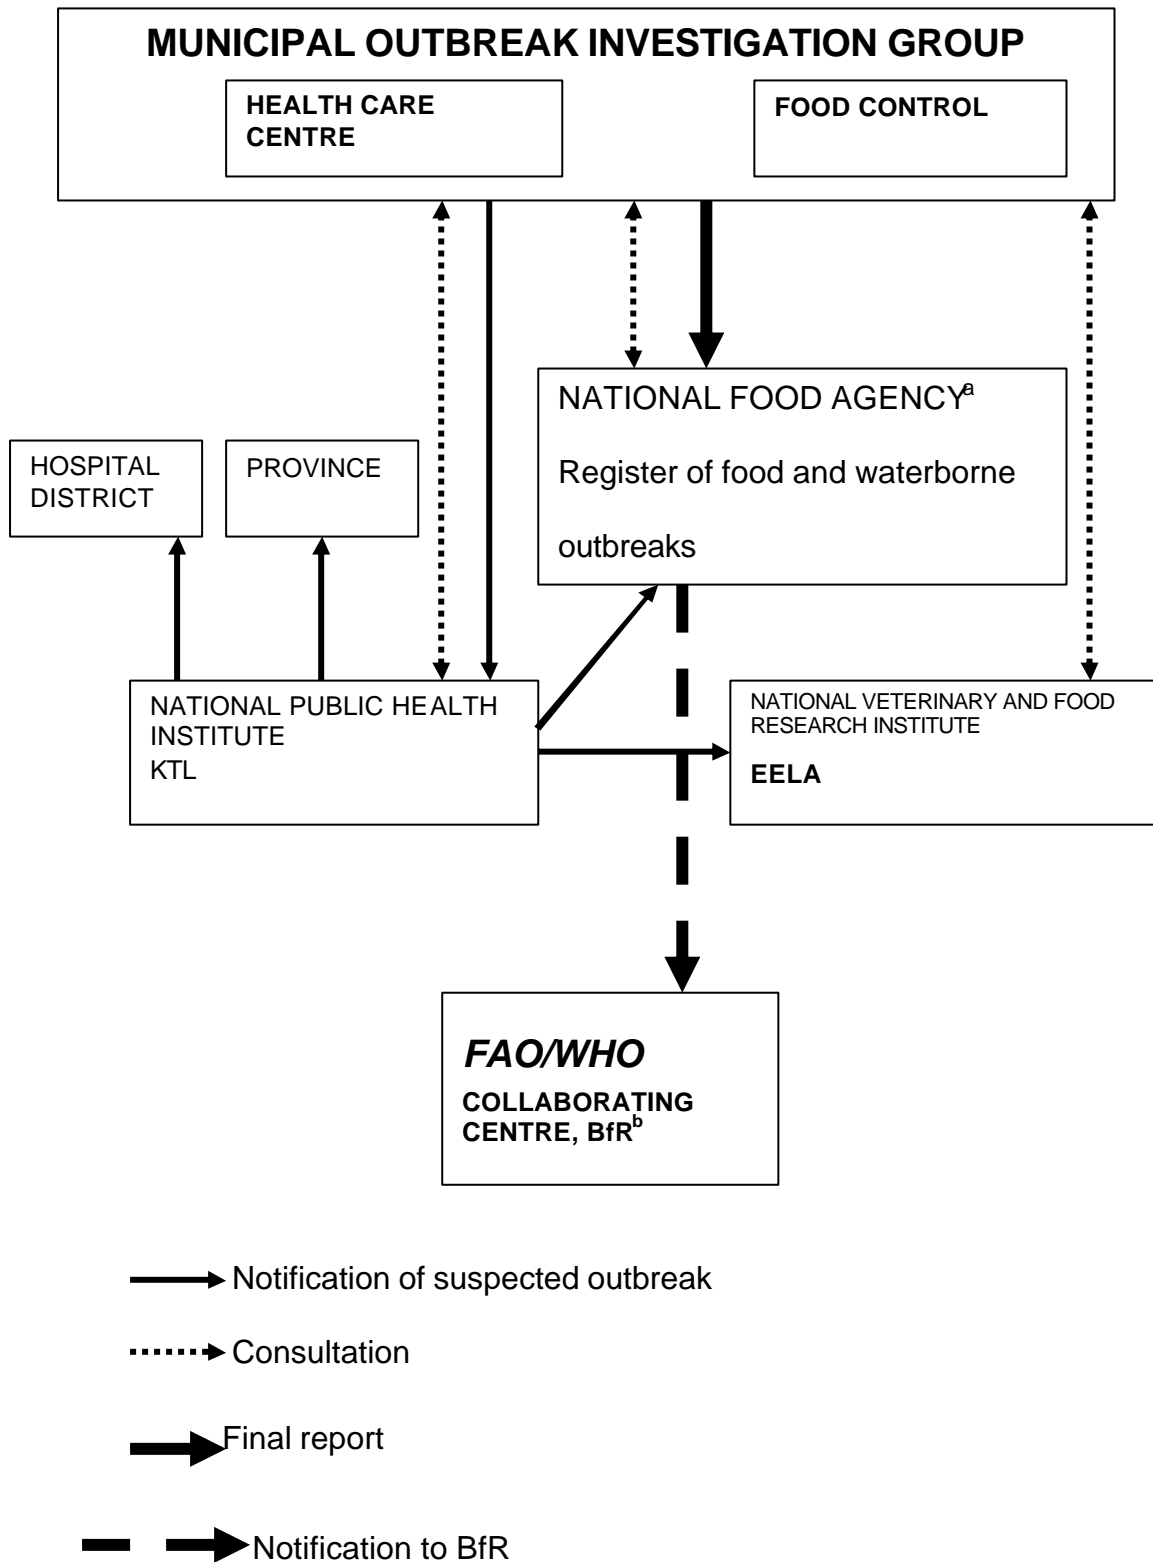 MUNICIPAL OUTBREAK INVESTIGATION GROUP
HEALTH CARE
CENTRE
FOOD CONTROL
NATIONAL FOOD AGENCYa
Register of food and waterborne
outbreaks
HOSPITAL
DISTRICT
PROVINCE
NATIONAL PUBLIC HEALTH
INSTITUTE
KTL
NATIONAL VETERINARY AND FOOD
RESEARCH INSTITUTE
EELA
FAO/WHO
COLLABORATING
CENTRE, BfRb
Notification of suspected outbreak
Consultation
Final report
Notification to BfR